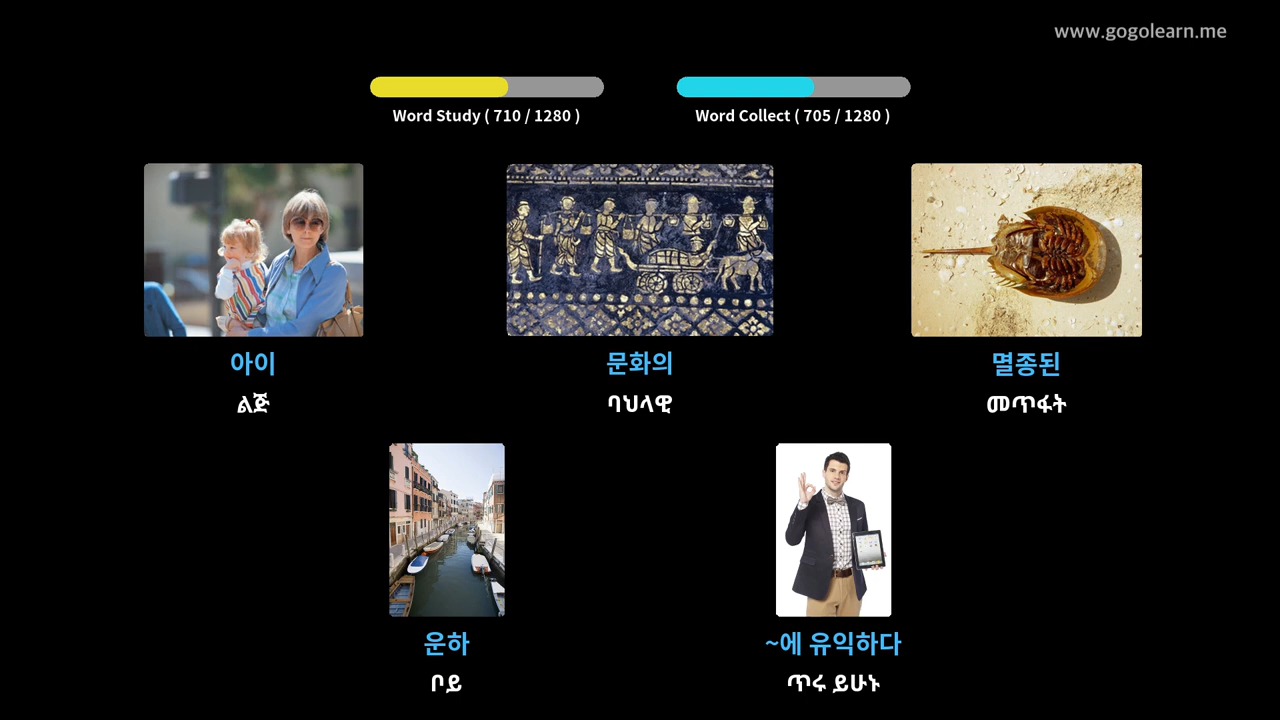 www.gogolearn.me
Word Study ( 710 / 1280 )
Word Collect ( 705 / 1280 )
아이
ልጅ
문화의
ባህላዊ
멸종된
መጥፋት
운하
ቦይ
~에 유익하다
ጥሩ ይሁኑ